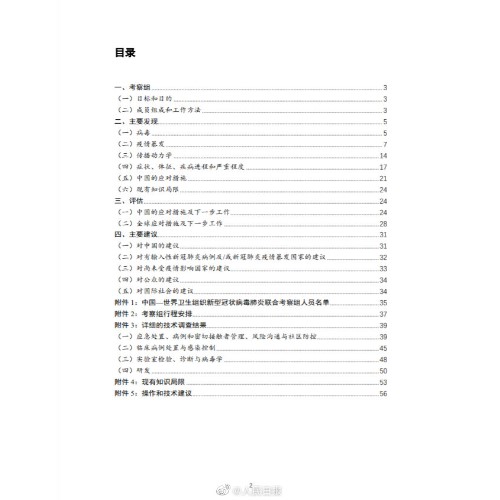 目录
一、考察组 3
（一）目标和目的 3
（二）成员组成和工作方法 3
二、主要发现 5
（一）病毒 5
（二）疫情暴发 7
（三）传播动力学 14
（四）症状、体征、疾病进程和严重程度 17
（五）中国的应对措施 21
（六）现有知识局限 24
三、评估 24
（一）中国的应对措施及下一步工作 24
（二）全球应对措施及下一步工作 28
四、主要建议 31
（一）对中国的建议 31
（二）对有输入性新冠肺炎病例及/或新冠肺炎疫情暴发国家的建议 32
（三）对尚未受疫情影响国家的建议 33
（四）对公众的建议 34
（五）对国际社会的建议 34
附件 1：中国—世界卫生组织新型冠状病毒肺炎联合考察组人员名单 35
附件 2：考察组行程安排 37
附件 3：详细的技术调查结果 39
（一）应急处置、病例和密切接触者管理、风险沟通与社区防控 39
（二）临床病例处置与感染控制 45
（三）实验室检验、诊断与病毒学 48
（四）研发 50
附件 4：现有知识局限 53
附件 5：操作和技术建议 56
2
@人民日报